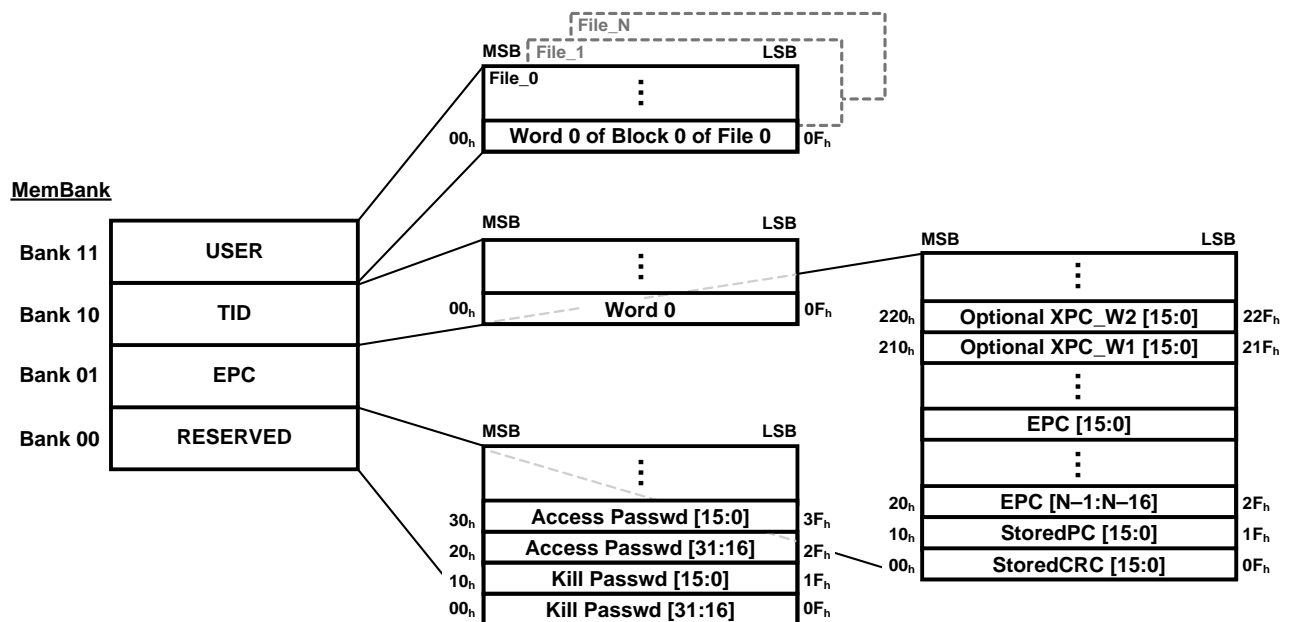 File_N
MSB File_1 LSB
File_0
⋮
00h Word 0 of Block 0 of File 0 0Fh
MemBank
Bank 11 USER
Bank 10 TID
Bank 01 EPC
Bank 00 RESERVED
MSB LSB
⋮
00h Word 0 0Fh
MSB LSB
⋮
30h Access Passwd [15:0] 3Fh
20h Access Passwd [31:16] 2Fh
10h Kill Passwd [15:0] 1Fh
00h Kill Passwd [31:16] 0Fh
MSB LSB
⋮
220h Optional XPC_W2 [15:0] 22Fh
210h Optional XPC_W1 [15:0] 21Fh
⋮
EPC [15:0]
⋮
20h EPC [N–1:N–16] 2Fh
10h StoredPC [15:0] 1Fh
00h StoredCRC [15:0] 0Fh